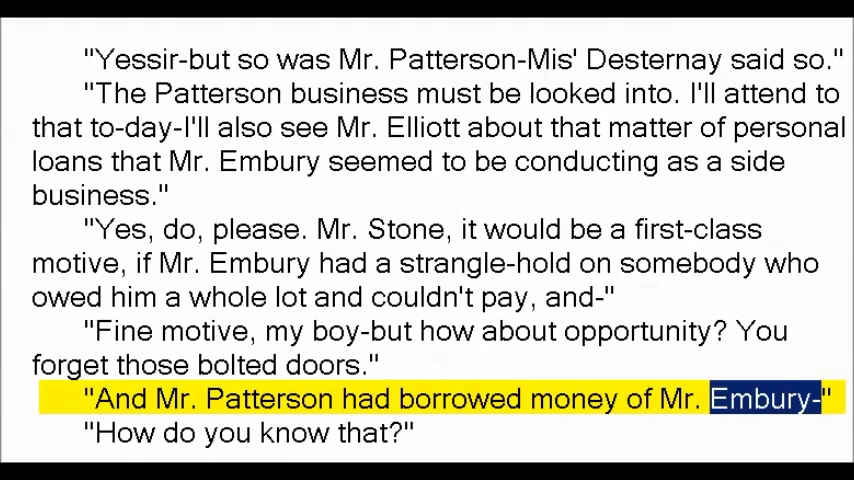 "Yessir-but so was Mr. Patterson-Mis' Desternay said so."
"The Patterson business must be looked into. I'll attend to
that to-day-I'll also see Mr. Elliott about that matter of personal
loans that Mr. Embury seemed to be conducting as a side
business."
"Yes, do, please. Mr. Stone, it would be a first-class
motive, if Mr. Embury had a strangle-hold on somebody who
owed him a whole lot and couldn't pay, and-"
"Fine motive, my boy-but how about opportunity? You
forget those bolted doors."
"And Mr. Patterson had borrowed money of Mr. Embury-"
"How do you know that?"